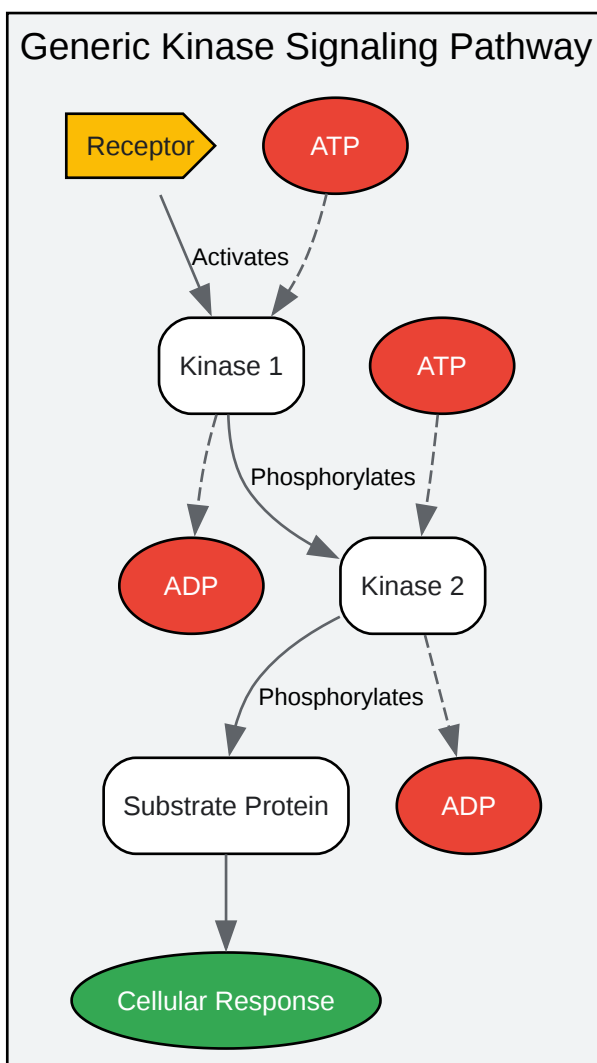 Generic Kinase Signaling Pathway
Receptor
ATP
Activates
Kinase 1
ATP
Phosphorylates
ADP
Kinase 2
Phosphorylates
Substrate Protein
ADP
Cellular Response